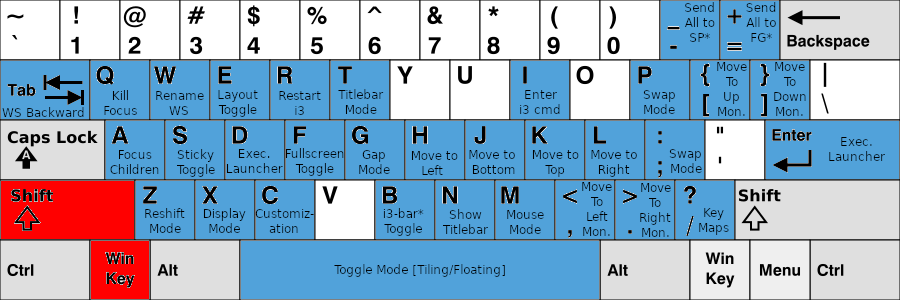 ~ ! @ # $ % ^ & * ( ) _ Send All to SP* + Send All to FG*
` 1 2 3 4 5 6 7 8 9 0 - = Backspace
Tab WS Backward Q Kill Focus W Rename WS E Layout Toggle R Restart i3 T Titlebar Mode Y U I Enter i3 cmd O P Swap Mode { [ Move To Up Mon. } ] Move To Down Mon. | \
Caps Lock A A Focus Children S Sticky Toggle D Exec. Launcher F Fullscreen Toggle G Gap Mode H Move to Left J Move to Bottom K Move to Top L Move to Right : ; Swap Mode " ' Enter Exec. Launcher
Shift Z Reshift Mode X Display Mode C Customiz-ation V B i3-bar* Toggle N Show Titlebar M Mouse Mode < , Move To Left Mon. > . Move To Right Mon. ? / Key Maps Shift
Ctrl Win Key Alt Toggle Mode [Tiling/Floating] Alt Win Key Menu Ctrl